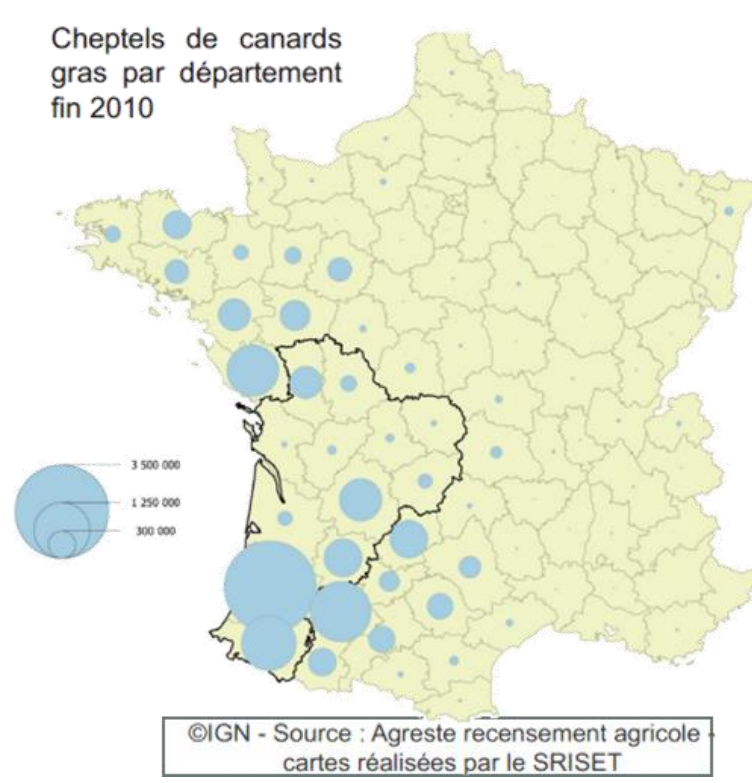 Cheptels de canards
gras par département
fin 2010
3 500 000
1 250 000
300 000
©IGN - Source : Agreste recensement agricole -
cartes réalisées par le SRISET